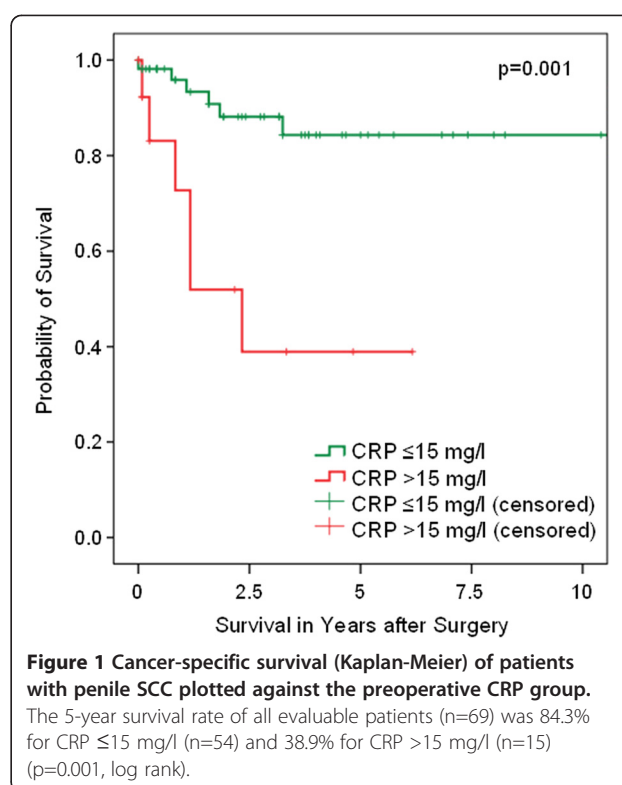 p=0.001
1.0
0.8
0.6
0.4
0.2
0.0
Probability of Survival
CRP ≤15 mg/l
CRP >15 mg/l
CRP ≤15 mg/l (censored)
CRP >15 mg/l (censored)
0 2.5 5 7.5 10
Survival in Years after Surgery
Figure 1 Cancer-specific survival (Kaplan-Meier) of patients
with penile SCC plotted against the preoperative CRP group.
The 5-year survival rate of all evaluable patients (n=69) was 84.3%
for CRP ≤15 mg/l (n=54) and 38.9% for CRP >15 mg/l (n=15)
(p=0.001, log rank).